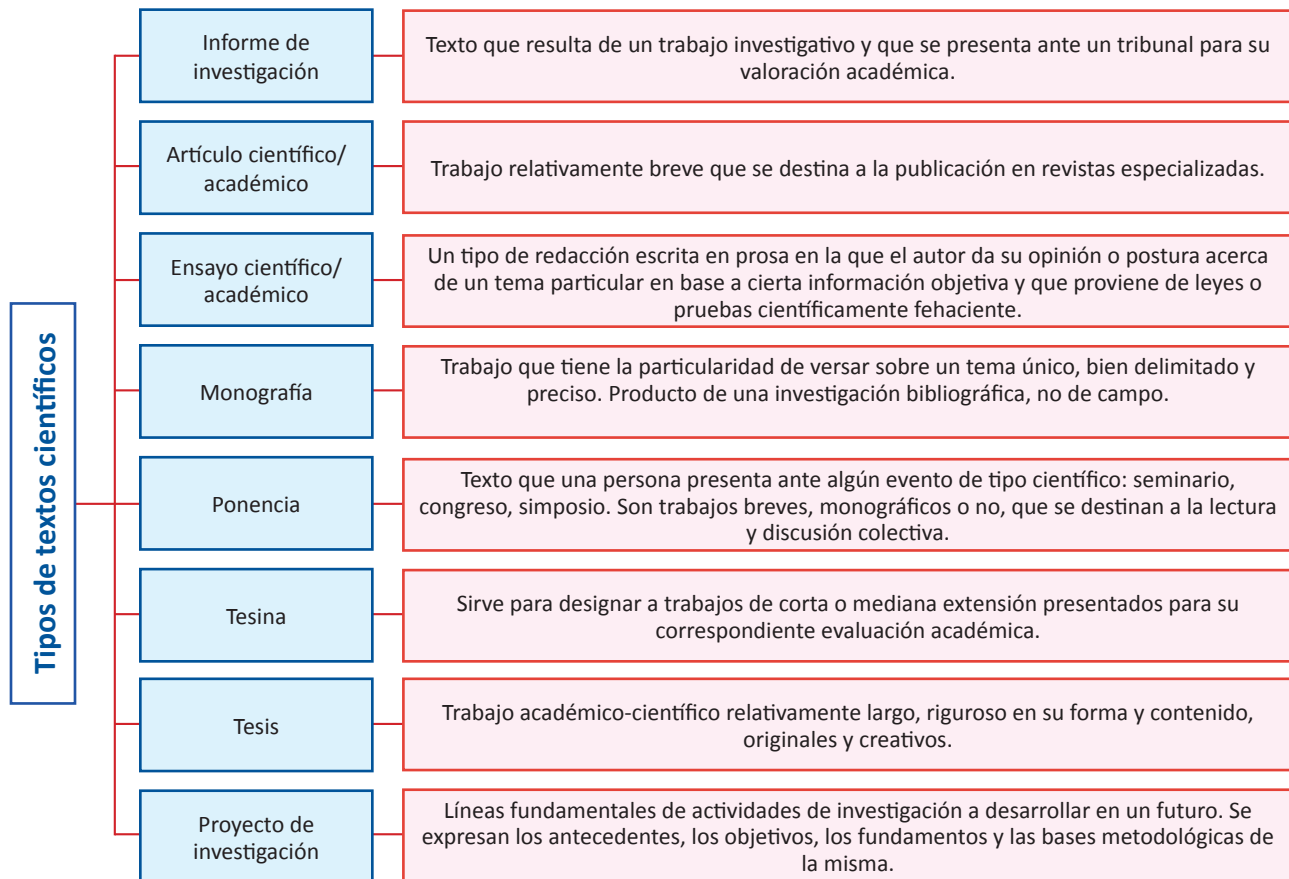 Tipos de textos científicos
Informe de
investigación
Texto que resulta de un trabajo investigativo y que se presenta ante un tribunal para su
valoración académica.
Artículo científico/
académico
Trabajo relativamente breve que se destina a la publicación en revistas especializadas.
Ensayo científico/
académico
Un tipo de redacción escrita en prosa en la que el autor da su opinión o postura acerca
de un tema particular en base a cierta información objetiva y que proviene de leyes o
pruebas científicamente fehaciente.
Monografía
Trabajo que tiene la particularidad de versar sobre un tema único, bien delimitado y
preciso. Producto de una investigación bibliográfica, no de campo.
Ponencia
Texto que una persona presenta ante algún evento de tipo científico: seminario,
congreso, simposio. Son trabajos breves, monográficos o no, que se destinan a la lectura
y discusión colectiva.
Tesina
Sirve para designar a trabajos de corta o mediana extensión presentados para su
correspondiente evaluación académica.
Tesis
Trabajo académico-científico relativamente largo, riguroso en su forma y contenido,
originales y creativos.
Proyecto de
investigación
Líneas fundamentales de actividades de investigación a desarrollar en un futuro. Se
expresan los antecedentes, los objetivos, los fundamentos y las bases metodológicas de
la misma.